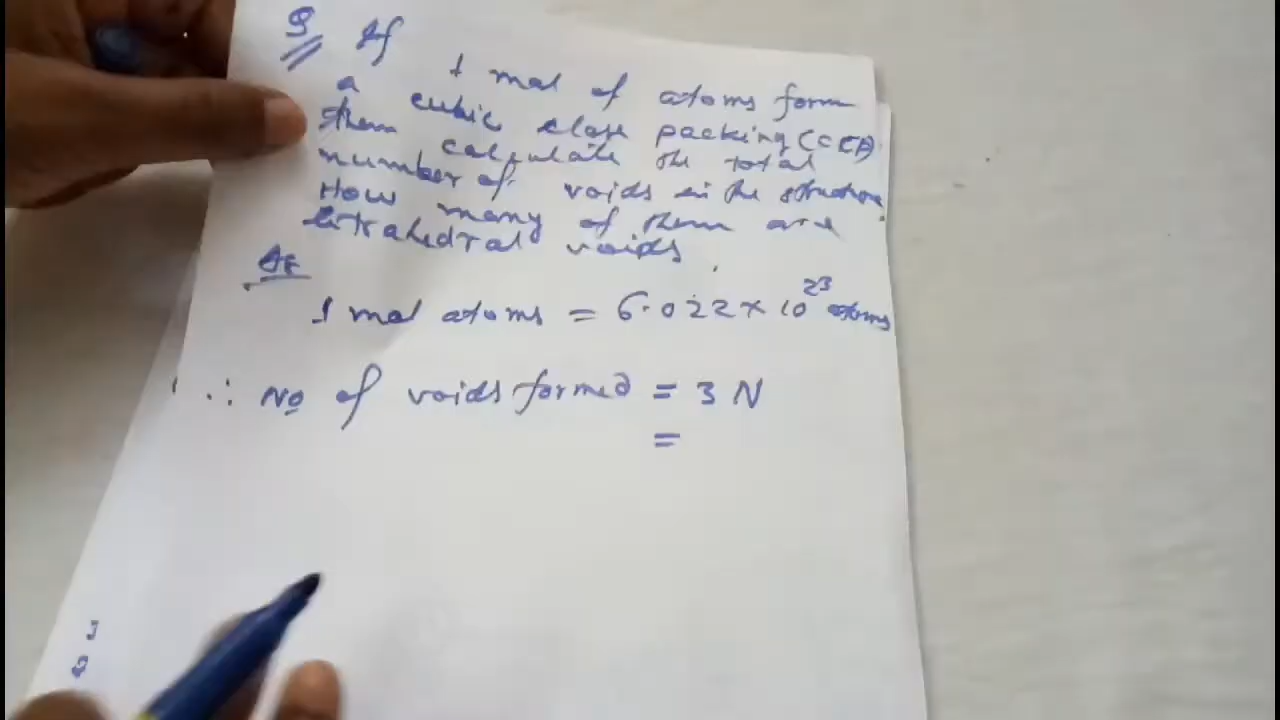 Q If 1 mol of atoms form
a cubic close packing (CCP)
then calculate the total
number of voids in the structure.
How many of them are
tetrahedral voids
1 mol atoms = 6.022 x 10^23 atoms
∴ No of voids formed = 3 N
=